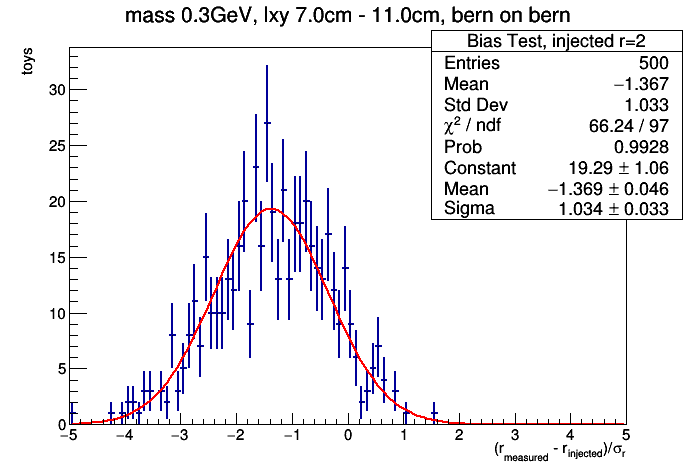 mass 0.3GeV, lxy 7.0cm - 11.0cm, bern on bern
Bias Test, injected r=2
Entries 500
Mean −1.367
Std Dev 1.033
χ² / ndf 66.24 / 97
Prob 0.9928
Constant 19.29 ± 1.06
Mean −1.369 ± 0.046
Sigma 1.034 ± 0.033
toys
30
25
20
15
10
5
0
−5 −4 −3 −2 −1 0 1 2 3 4 5
(r_measured - r_injected)/σ_r